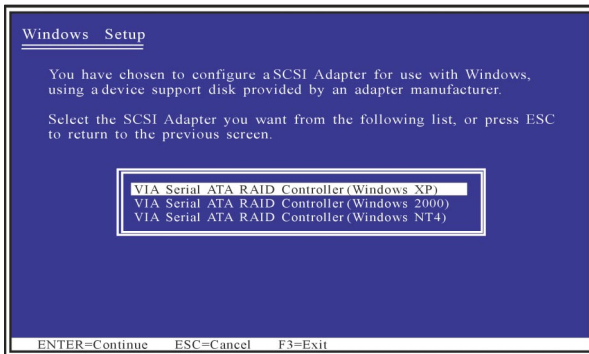 Windows Setup
You have chosen to configure a SCSI Adapter for use with Windows,
using a device support disk provided by an adapter manufacturer.
Select the SCSI Adapter you want from the following list, or press ESC
to return to the previous screen.
VIA Serial ATA RAID Controller (Windows XP)
VIA Serial ATA RAID Controller (Windows 2000)
VIA Serial ATA RAID Controller (Windows NT4)
ENTER=Continue ESC=Cancel F3=Exit